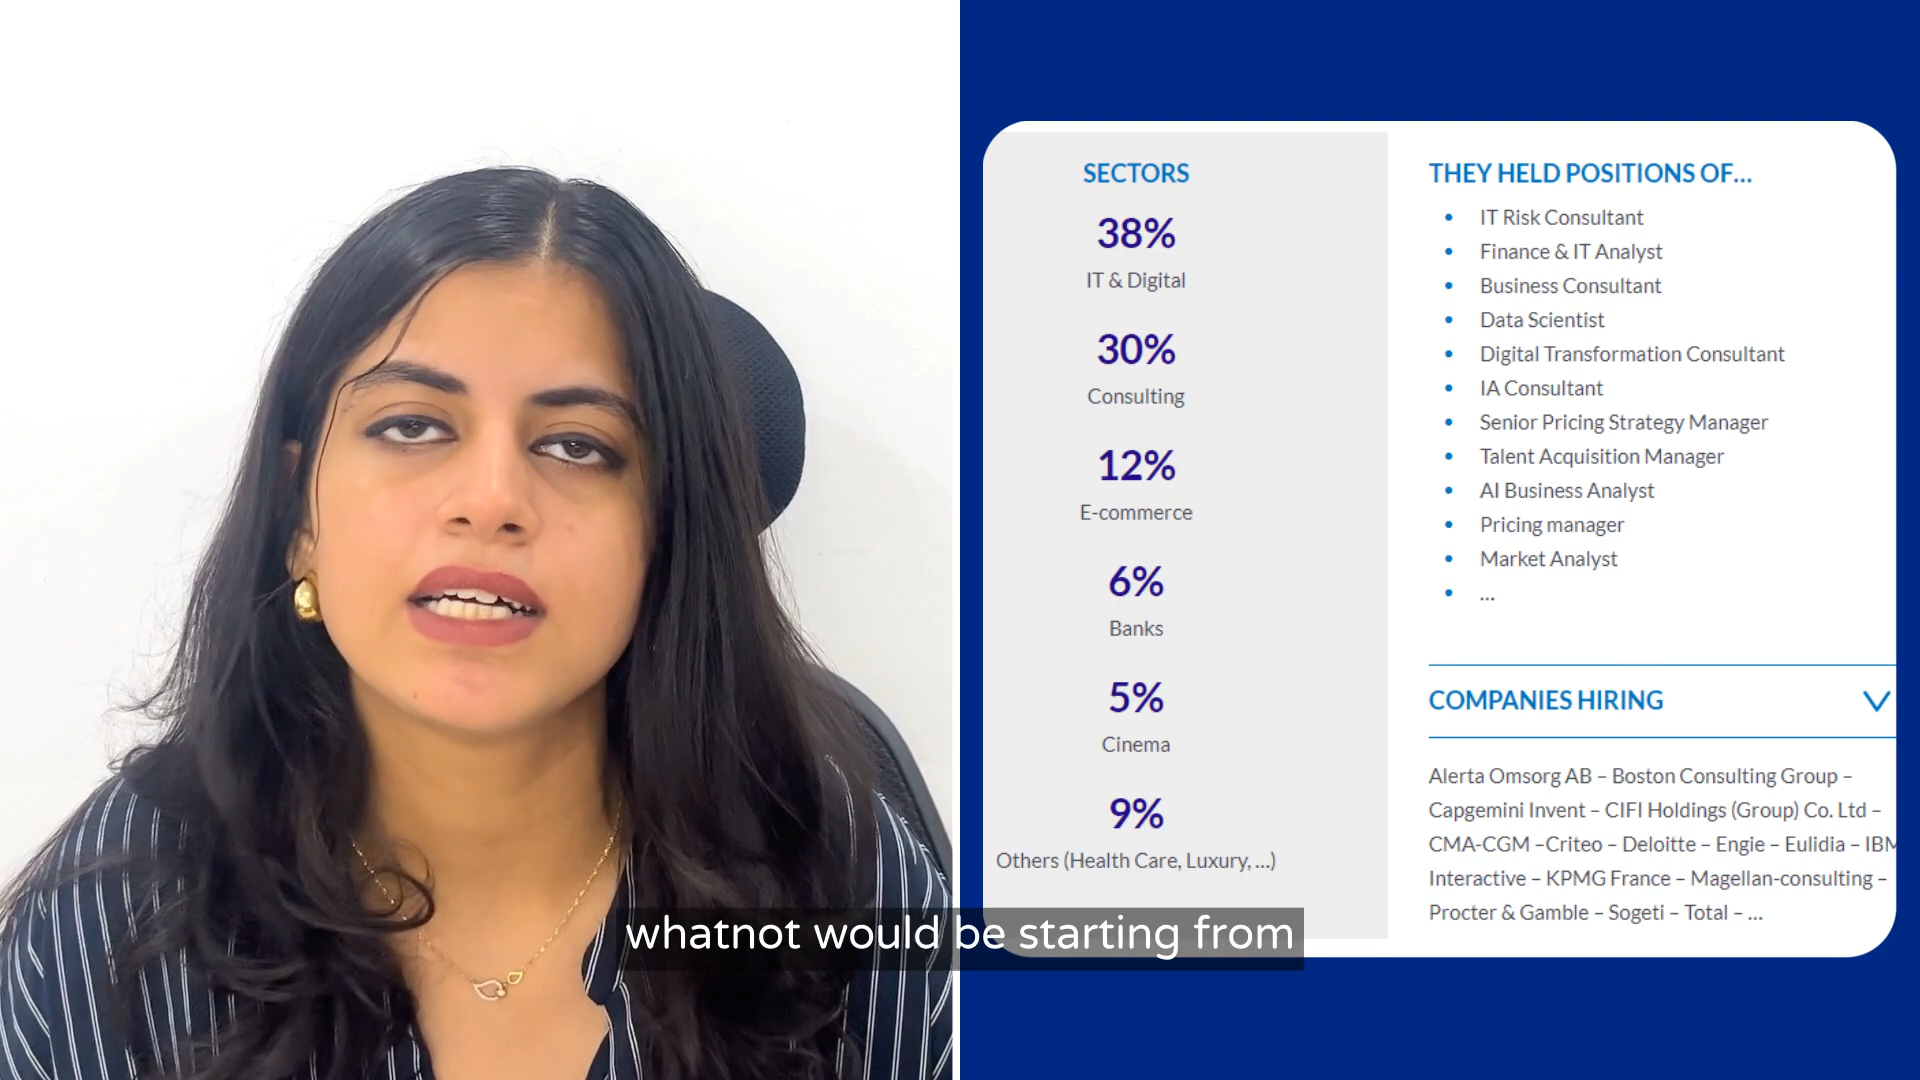 SECTORS
38%
IT & Digital
30%
Consulting
12%
E-commerce
6%
Banks
5%
Cinema
9%
Others (Health Care, Luxury, ...)
THEY HELD POSITIONS OF...
• IT Risk Consultant
• Finance & IT Analyst
• Business Consultant
• Data Scientist
• Digital Transformation Consultant
• IA Consultant
• Senior Pricing Strategy Manager
• Talent Acquisition Manager
• AI Business Analyst
• Pricing manager
• Market Analyst
• ...
COMPANIES HIRING
Alerta Omsorg AB – Boston Consulting Group –
Capgemini Invent – CIFI Holdings (Group) Co. Ltd –
CMA-CGM –Criteo – Deloitte – Engie – Eulidia – IBM
Interactive – KPMG France – Magellan-consulting –
Procter & Gamble – Sogeti – Total – ...
whatnot would be starting from